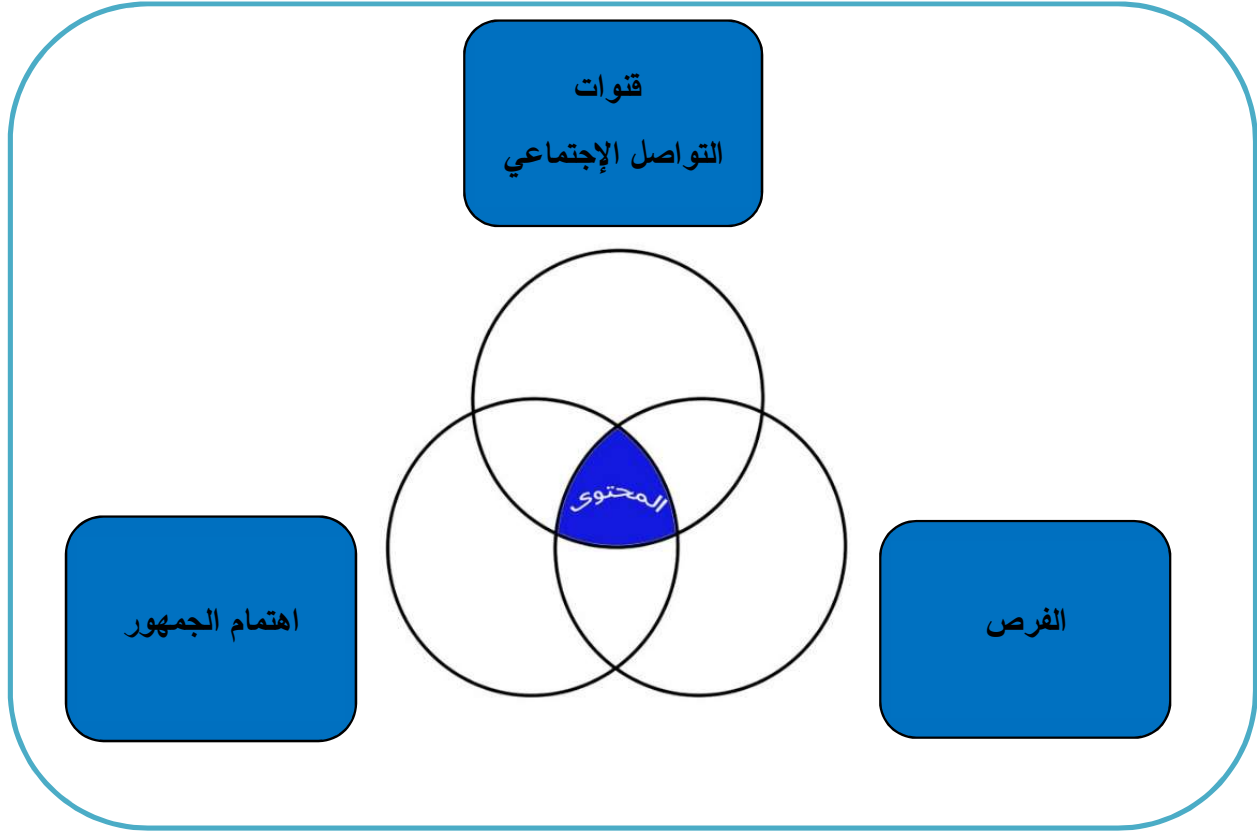 قنوات
التواصل الإجتماعي
المحتوى
الفرص
اهتمام الجمهور